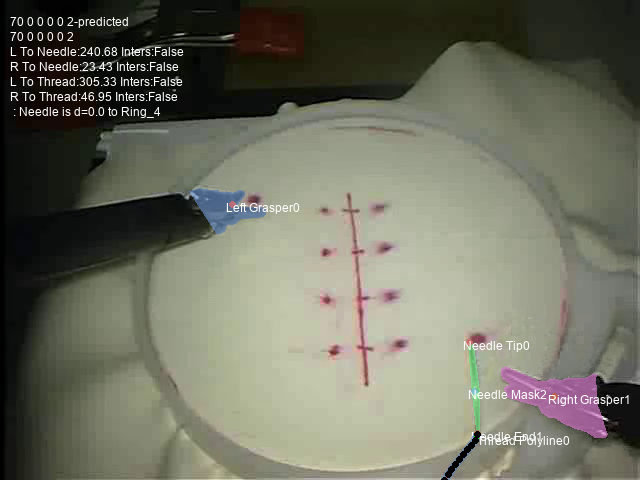 70 0 0 0 0 2-predicted
70 0 0 0 0 2
L To Needle:240.68 Inters:False
R To Needle:23.43 Inters:False
L To Thread:305.33 Inters:False
R To Thread:46.95 Inters:False
: Needle is d=0.0 to Ring_4
Left Grasper0
Needle Tip0
Needle Mask2
Right Grasper1
Needle End1
Thread Polyline0